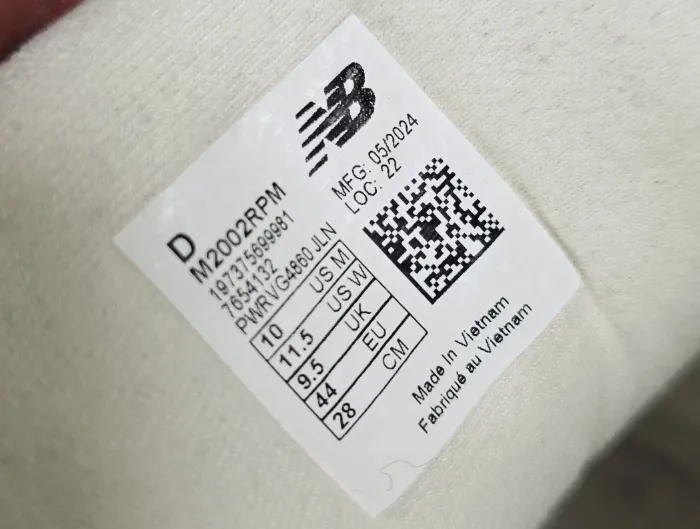 NB
MFG: 05/2024
LOC: 22
D
M2002RPM
197375699981
7654132
PWRVG4860 JLN
10 US M
11.5 US W
9.5 UK
44 EU
28 CM
Made In Vietnam
Fabriqué au Vietnam